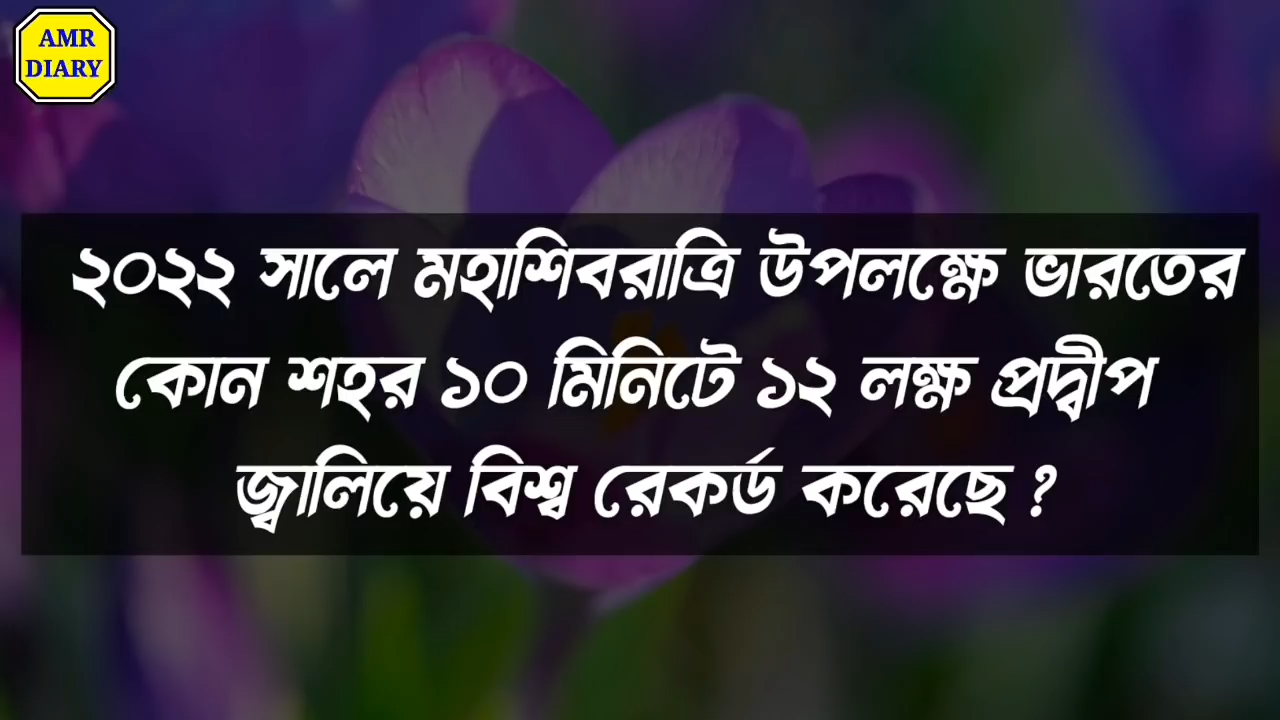 AMR
DIARY
২০২২ সালে মহাশিবরাত্রি উপলক্ষে ভারতের
কোন শহর ১০ মিনিটে ১২ লক্ষ প্রদ্বীপ
জ্বালিয়ে বিশ্ব রেকর্ড করেছে ?